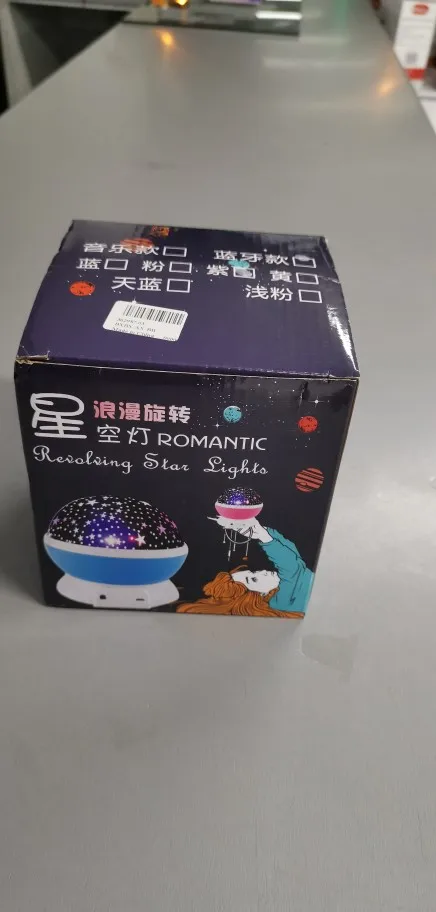 音乐款□ 蓝牙款□
蓝□ 粉□ 紫□ 黄□
天蓝□ 浅粉□
星 浪漫旋转
空灯 ROMANTIC
Revolving Star Lights